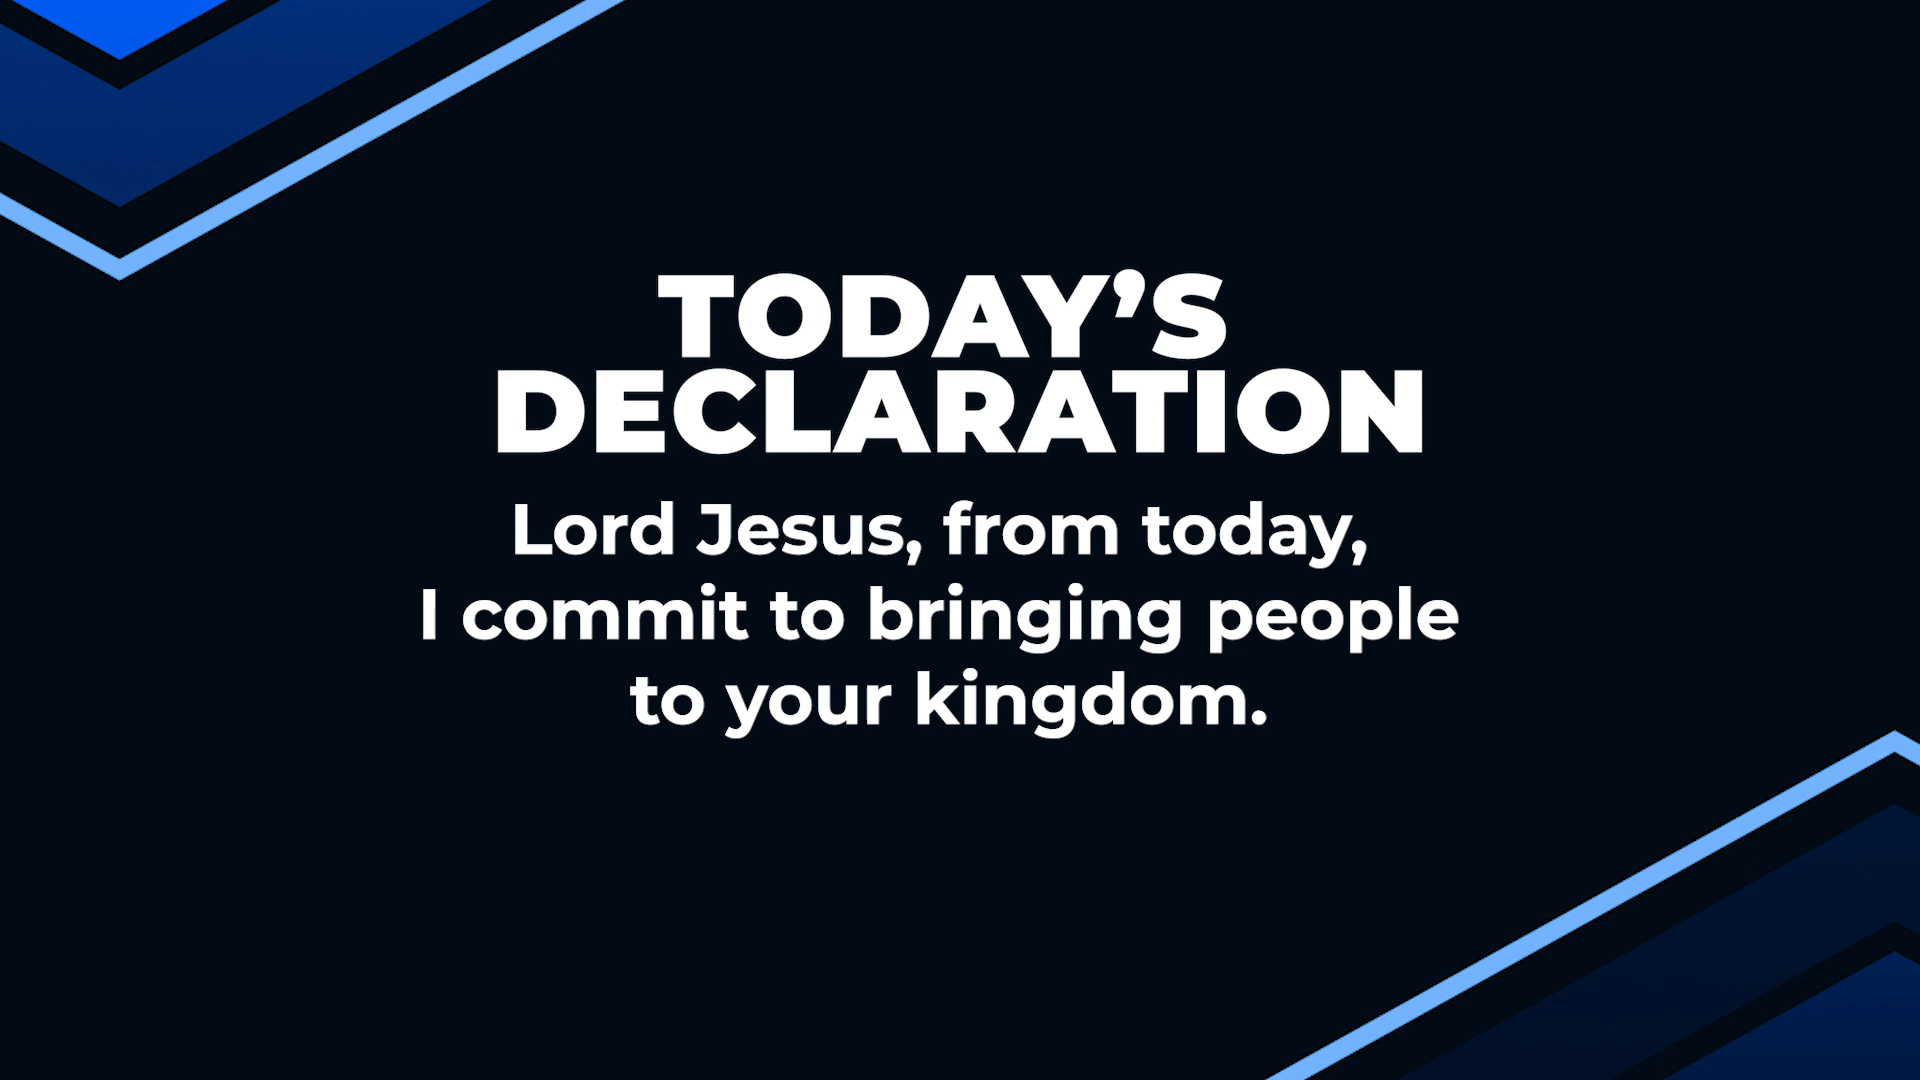 TODAY’S
DECLARATION
Lord Jesus, from today,
I commit to bringing people
to your kingdom.